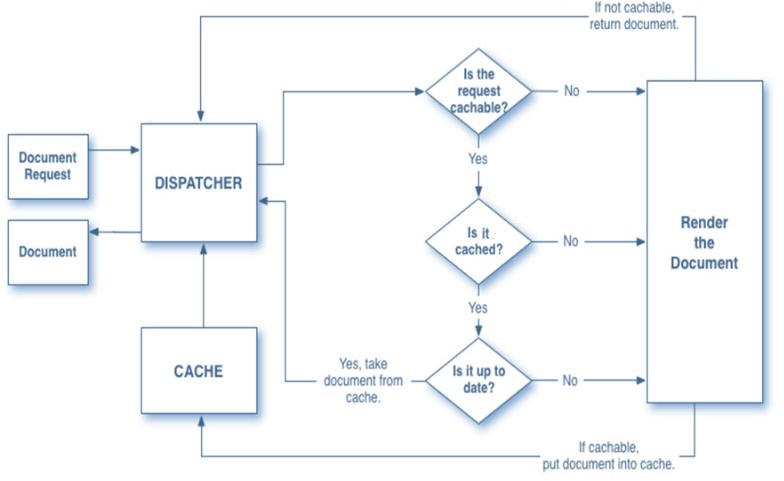 If not cachable,
return document.
Is the
request
cachable?
No
Document
Request
DISPATCHER
Yes
Document
Is it
cached?
No
Render
the
Document
Yes
CACHE
Yes, take
document from
cache.
Is it up to
date?
No
If cachable,
put document into cache.